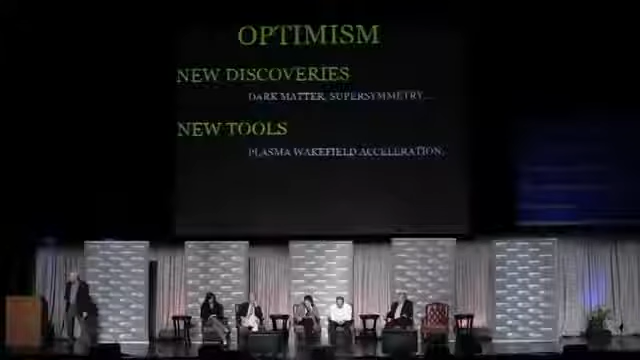 OPTIMISM
NEW DISCOVERIES
DARK MATTER, SUPERSYMMETRY...
NEW TOOLS
PLASMA WAKEFIELD ACCELERATION.